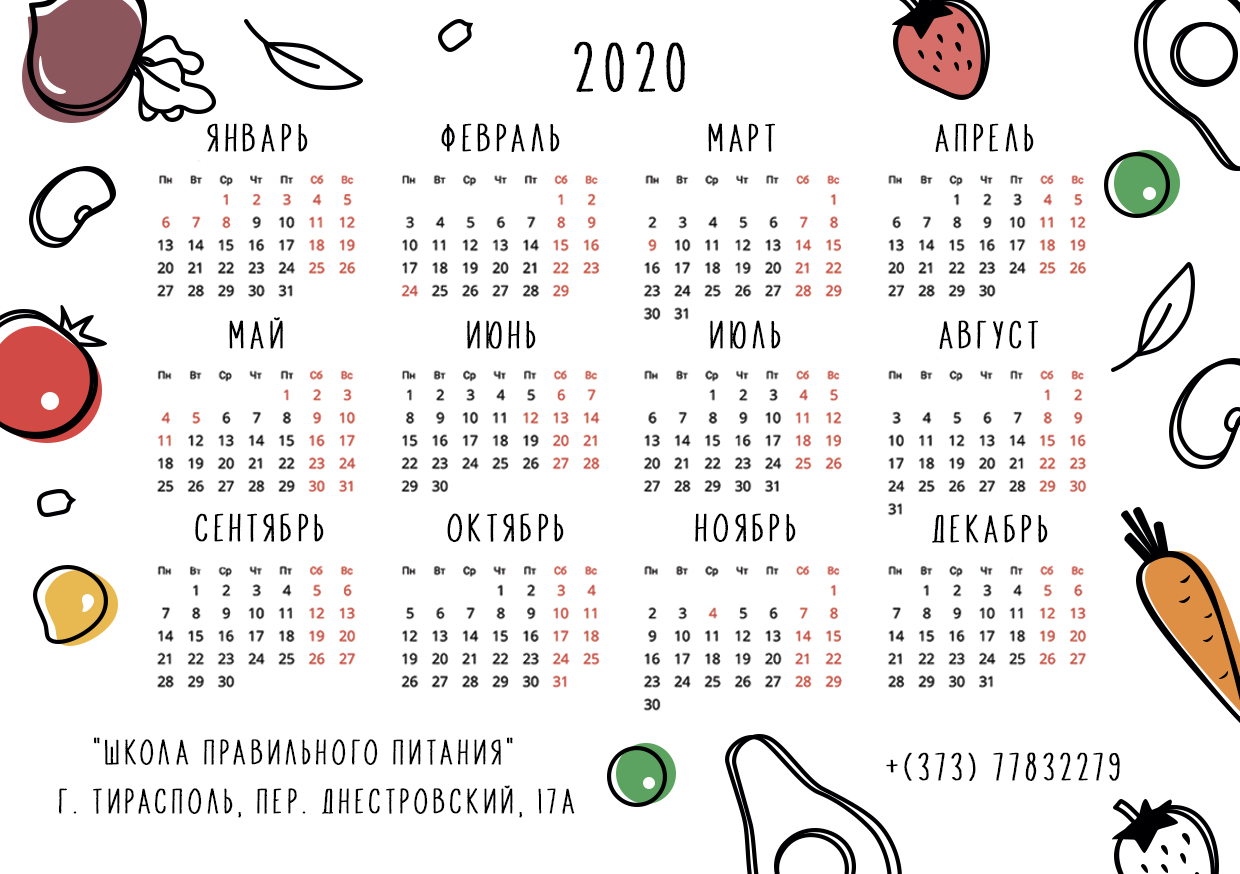 2020
ЯНВАРЬ ФЕВРАЛЬ МАРТ АПРЕЛЬ
Пн Вт Ср Чт Пт Сб Вс Пн Вт Ср Чт Пт Сб Вс Пн Вт Ср Чт Пт Сб Вс Пн Вт Ср Чт Пт Сб Вс
1 2 3 4 5 1 2 1 1 2 3 4 5
6 7 8 9 10 11 12 3 4 5 6 7 8 9 2 3 4 5 6 7 8 6 7 8 9 10 11 12
13 14 15 16 17 18 19 10 11 12 13 14 15 16 9 10 11 12 13 14 15 13 14 15 16 17 18 19
20 21 22 23 24 25 26 17 18 19 20 21 22 23 16 17 18 19 20 21 22 20 21 22 23 24 25 26
27 28 29 30 31 24 25 26 27 28 29 23 24 25 26 27 28 29 27 28 29 30
30 31
МАЙ ИЮНЬ ИЮЛЬ АВГУСТ
Пн Вт Ср Чт Пт Сб Вс Пн Вт Ср Чт Пт Сб Вс Пн Вт Ср Чт Пт Сб Вс Пн Вт Ср Чт Пт Сб Вс
1 2 3 1 2 3 4 5 6 7 1 2 3 4 5 1 2
4 5 6 7 8 9 10 8 9 10 11 12 13 14 6 7 8 9 10 11 12 3 4 5 6 7 8 9
11 12 13 14 15 16 17 15 16 17 18 19 20 21 13 14 15 16 17 18 19 10 11 12 13 14 15 16
18 19 20 21 22 23 24 22 23 24 25 26 27 28 20 21 22 23 24 25 26 17 18 19 20 21 22 23
25 26 27 28 29 30 31 29 30 27 28 29 30 31 24 25 26 27 28 29 30
31
СЕНТЯБРЬ ОКТЯБРЬ НОЯБРЬ ДЕКАБРЬ
Пн Вт Ср Чт Пт Сб Вс Пн Вт Ср Чт Пт Сб Вс Пн Вт Ср Чт Пт Сб Вс Пн Вт Ср Чт Пт Сб Вс
1 2 3 4 5 6 1 2 3 4 1 1 2 3 4 5 6
7 8 9 10 11 12 13 5 6 7 8 9 10 11 2 3 4 5 6 7 8 7 8 9 10 11 12 13
14 15 16 17 18 19 20 12 13 14 15 16 17 18 9 10 11 12 13 14 15 14 15 16 17 18 19 20
21 22 23 24 25 26 27 19 20 21 22 23 24 25 16 17 18 19 20 21 22 21 22 23 24 25 26 27
28 29 30 26 27 28 29 30 31 23 24 25 26 27 28 29 28 29 30 31
30
"ШКОЛА ПРАВИЛЬНОГО ПИТАНИЯ"
Г. ТИРАСПОЛЬ, ПЕР. ДНЕСТРОВСКИЙ, 17А
+(373) 77832279